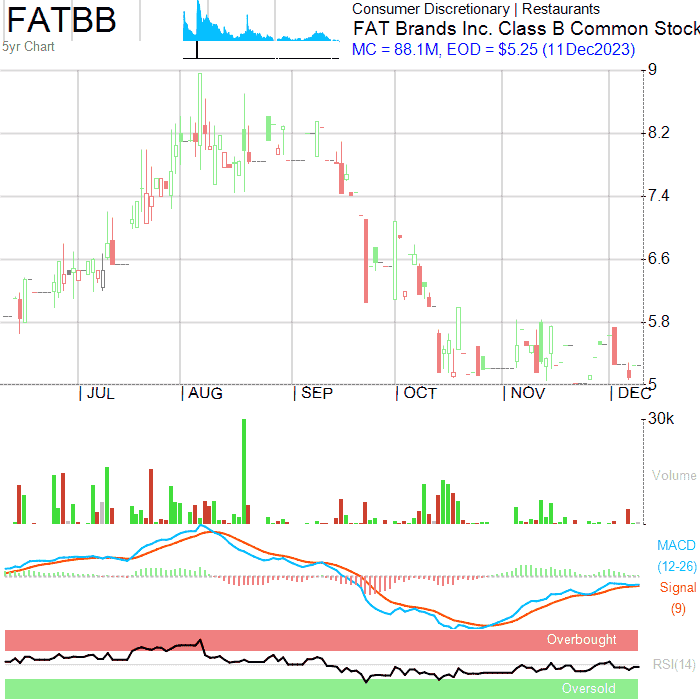 FATBB
5yr Chart
Consumer Discretionary | Restaurants
FAT Brands Inc. Class B Common Stock
MC = 88.1M, EOD = $5.25 (11Dec2023)
9
8.2
7.4
6.6
5.8
5
| JUL | AUG | SEP | OCT | NOV | DEC
30k
Volume
MACD
(12-26)
Signal
(9)
Overbought
RSI(14)
Oversold